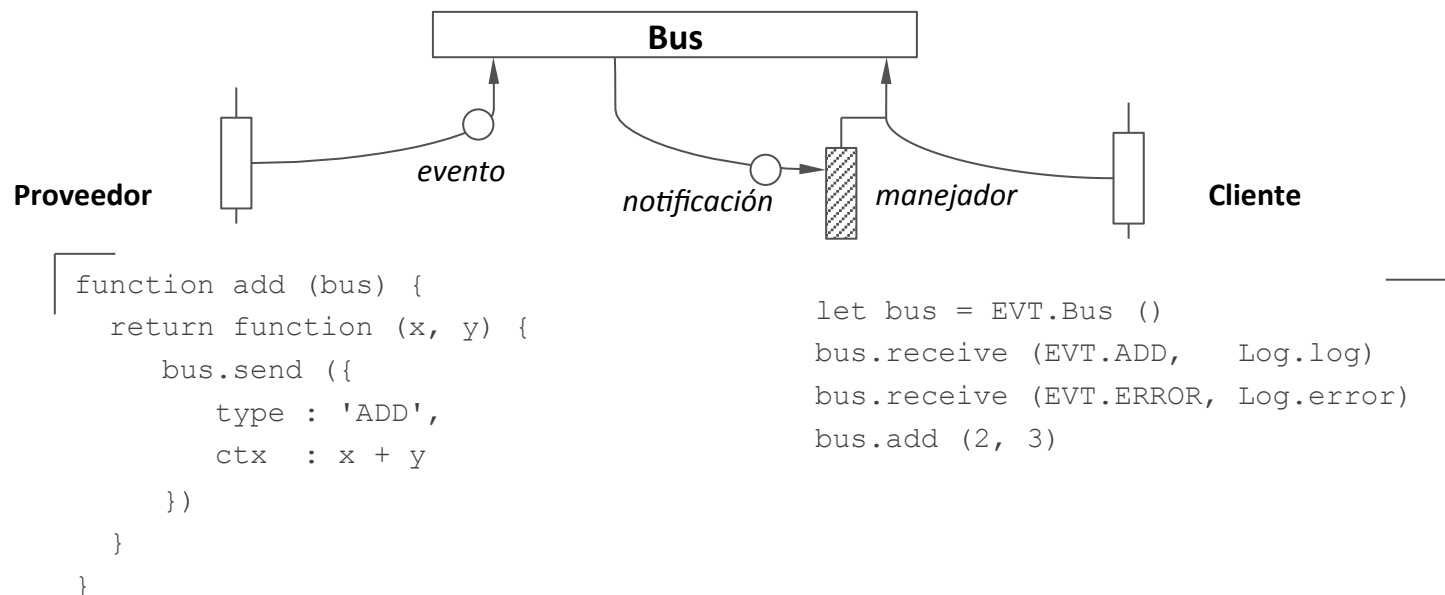 Bus
evento
notificación
manejador
Proveedor
Cliente
function add (bus) {
  return function (x, y) {
     bus.send ({
        type : 'ADD',
        ctx  : x + y
     })
  }
}
let bus = EVT.Bus ()
bus.receive (EVT.ADD,   Log.log)
bus.receive (EVT.ERROR, Log.error)
bus.add (2, 3)